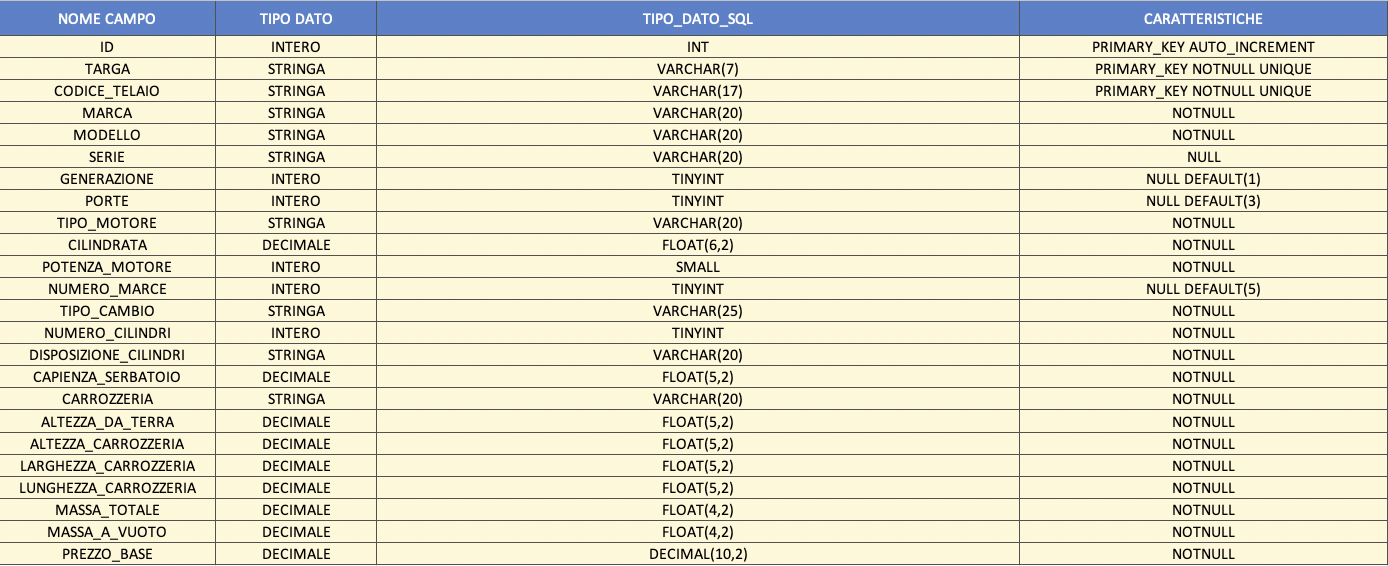 NOME CAMPO TIPO DATO TIPO_DATO_SQL CARATTERISTICHE
ID INTERO INT PRIMARY_KEY AUTO_INCREMENT
TARGA STRINGA VARCHAR(7) PRIMARY_KEY NOTNULL UNIQUE
CODICE_TELAIO STRINGA VARCHAR(17) PRIMARY_KEY NOTNULL UNIQUE
MARCA STRINGA VARCHAR(20) NOTNULL
MODELLO STRINGA VARCHAR(20) NOTNULL
SERIE STRINGA VARCHAR(20) NULL
GENERAZIONE INTERO TINYINT NULL DEFAULT(1)
PORTE INTERO TINYINT NULL DEFAULT(3)
TIPO_MOTORE STRINGA VARCHAR(20) NOTNULL
CILINDRATA DECIMALE FLOAT(6,2) NOTNULL
POTENZA_MOTORE INTERO SMALL NOTNULL
NUMERO_MARCE INTERO TINYINT NULL DEFAULT(5)
TIPO_CAMBIO STRINGA VARCHAR(25) NOTNULL
NUMERO_CILINDRI INTERO TINYINT NOTNULL
DISPOSIZIONE_CILINDRI STRINGA VARCHAR(20) NOTNULL
CAPIENZA_SERBATOIO DECIMALE FLOAT(5,2) NOTNULL
CARROZZERIA STRINGA VARCHAR(20) NOTNULL
ALTEZZA_DA_TERRA DECIMALE FLOAT(5,2) NOTNULL
ALTEZZA_CARROZZERIA DECIMALE FLOAT(5,2) NOTNULL
LARGHEZZA_CARROZZERIA DECIMALE FLOAT(5,2) NOTNULL
LUNGHEZZA_CARROZZERIA DECIMALE FLOAT(5,2) NOTNULL
MASSA_TOTALE DECIMALE FLOAT(4,2) NOTNULL
MASSA_A_VUOTO DECIMALE FLOAT(4,2) NOTNULL
PREZZO_BASE DECIMALE DECIMAL(10,2) NOTNULL